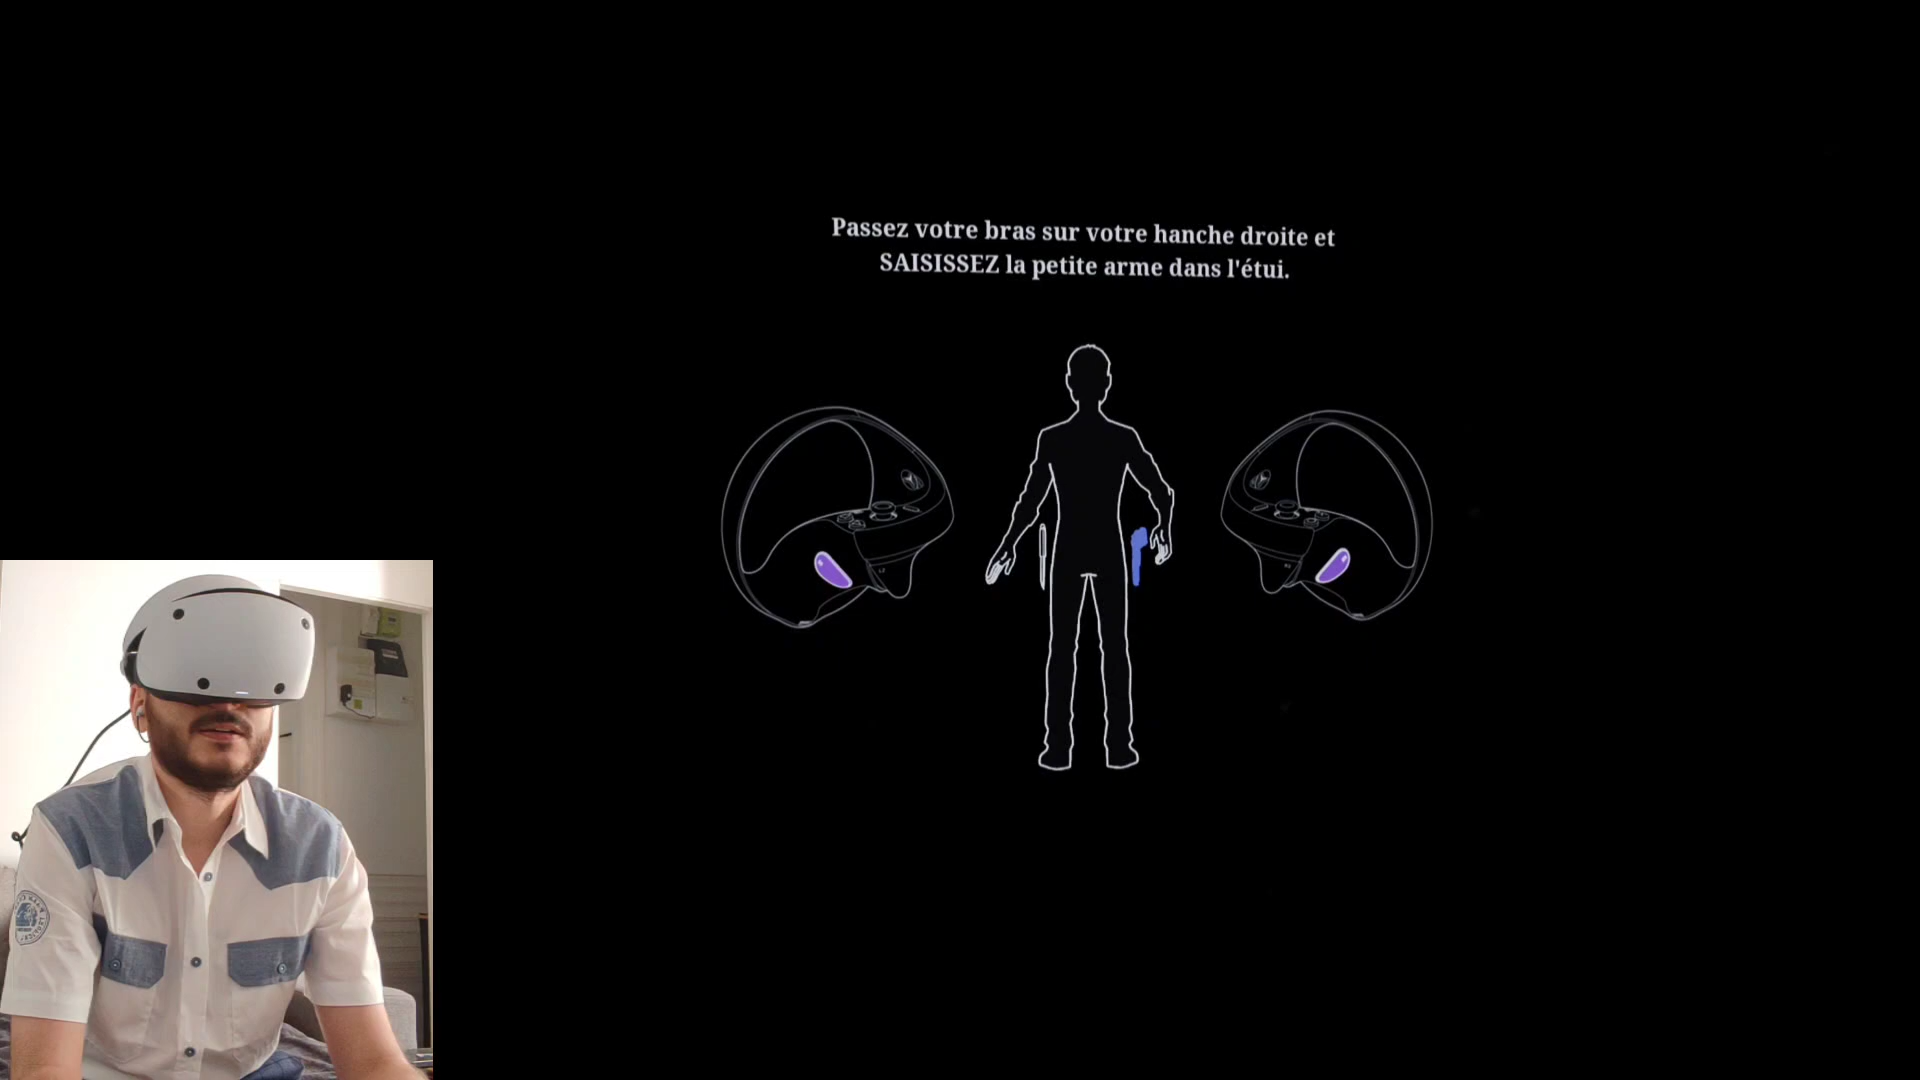 Passez votre bras sur votre hanche droite et
SAISISSEZ la petite arme dans l'étui.